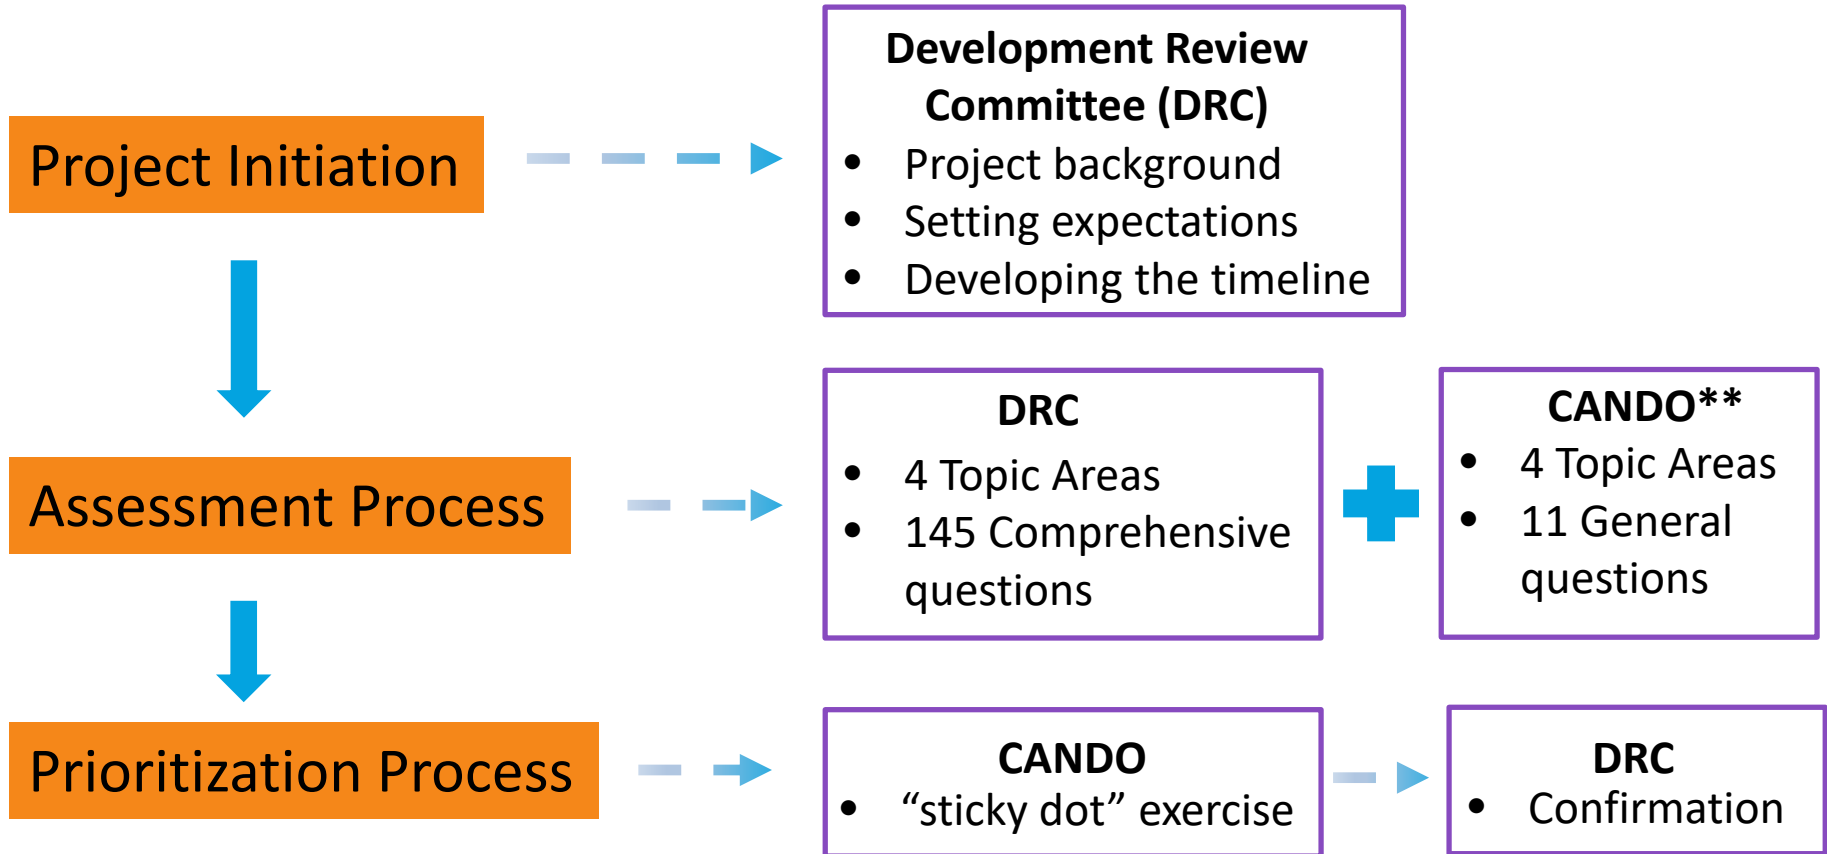 Project Initiation
Development Review
Committee (DRC)
• Project background
• Setting expectations
• Developing the timeline
Assessment Process
DRC
• 4 Topic Areas
• 145 Comprehensive
questions
CANDO**
• 4 Topic Areas
• 11 General
questions
Prioritization Process
CANDO
• “sticky dot” exercise
DRC
• Confirmation